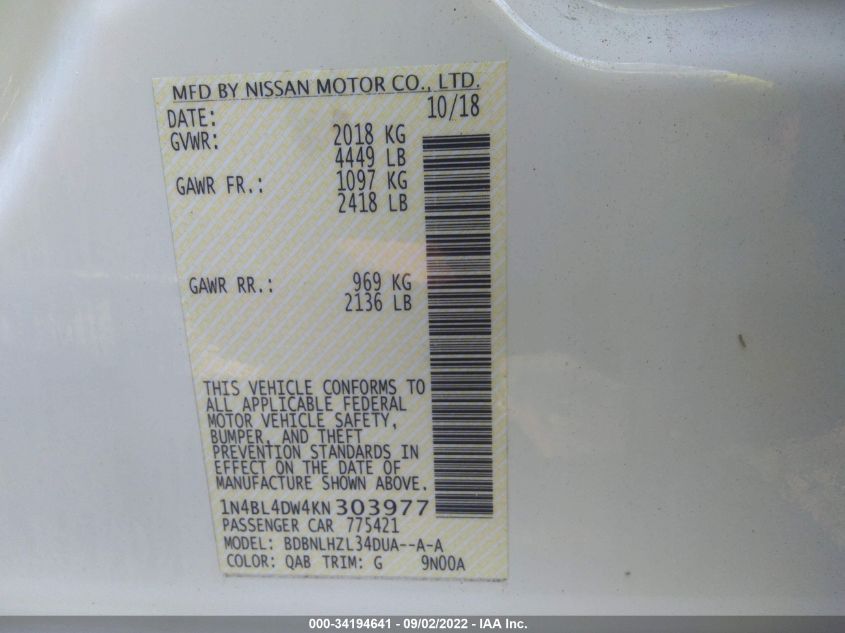 MFD BY NISSAN MOTOR CO., LTD.
DATE: 10/18
GVWR: 2018 KG
4449 LB
GAWR FR.: 1097 KG
2418 LB
GAWR RR.: 969 KG
2136 LB
THIS VEHICLE CONFORMS TO
ALL APPLICABLE FEDERAL
MOTOR VEHICLE SAFETY,
BUMPER, AND THEFT
PREVENTION STANDARDS IN
EFFECT ON THE DATE OF
MANUFACTURE SHOWN ABOVE.
1N4BL4DW4KN303977
PASSENGER CAR 775421
MODEL: BDBNLHZL34DUA--A-A
COLOR: QAB TRIM: G 9N00A
000-34194641 - 09/02/2022 - IAA Inc.